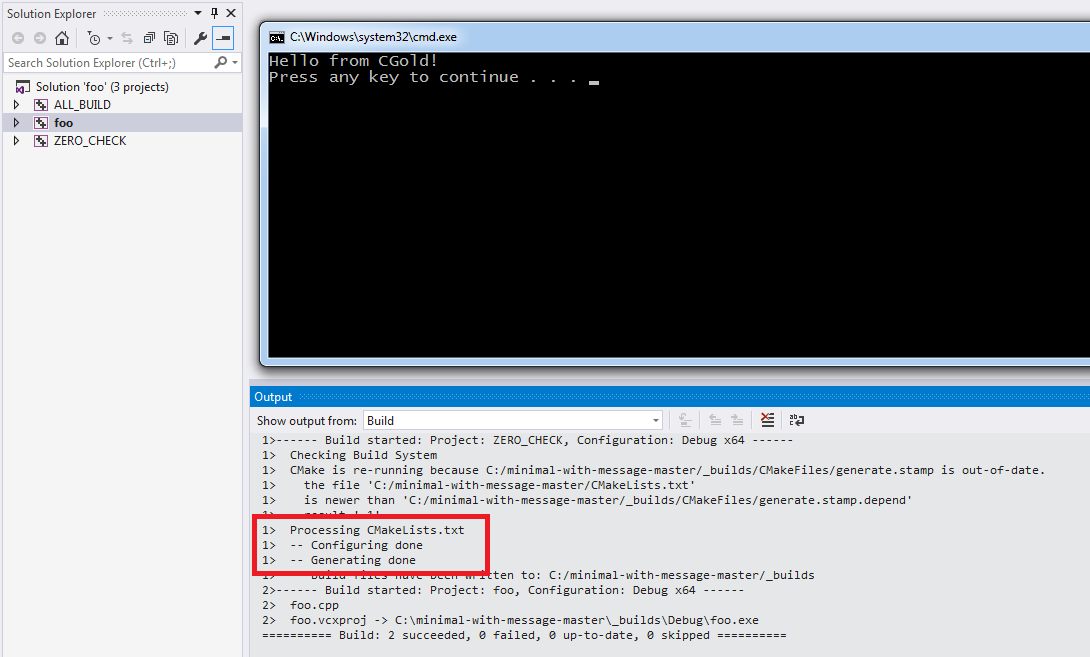 Solution Explorer
Search Solution Explorer (Ctrl+;)
Solution 'foo' (3 projects)
ALL_BUILD
foo
ZERO_CHECK
C:\Windows\system32\cmd.exe
Hello from CGold!
Press any key to continue . . . _
Output
Show output from: Build
1>------ Build started: Project: ZERO_CHECK, Configuration: Debug x64 ------
1>  Checking Build System
1>  CMake is re-running because C:/minimal-with-message-master/_builds/CMakeFiles/generate.stamp is out-of-date.
1>    the file 'C:/minimal-with-message-master/CMakeLists.txt'
1>    is newer than 'C:/minimal-with-message-master/_builds/CMakeFiles/generate.stamp.depend'
1>  Processing CMakeLists.txt
1>  -- Configuring done
1>  -- Generating done
1>  -- Build files have been written to: C:/minimal-with-message-master/_builds
2>------ Build started: Project: foo, Configuration: Debug x64 ------
2>  foo.cpp
2>  foo.vcxproj -> C:\minimal-with-message-master\_builds\Debug\foo.exe
========== Build: 2 succeeded, 0 failed, 0 up-to-date, 0 skipped ==========